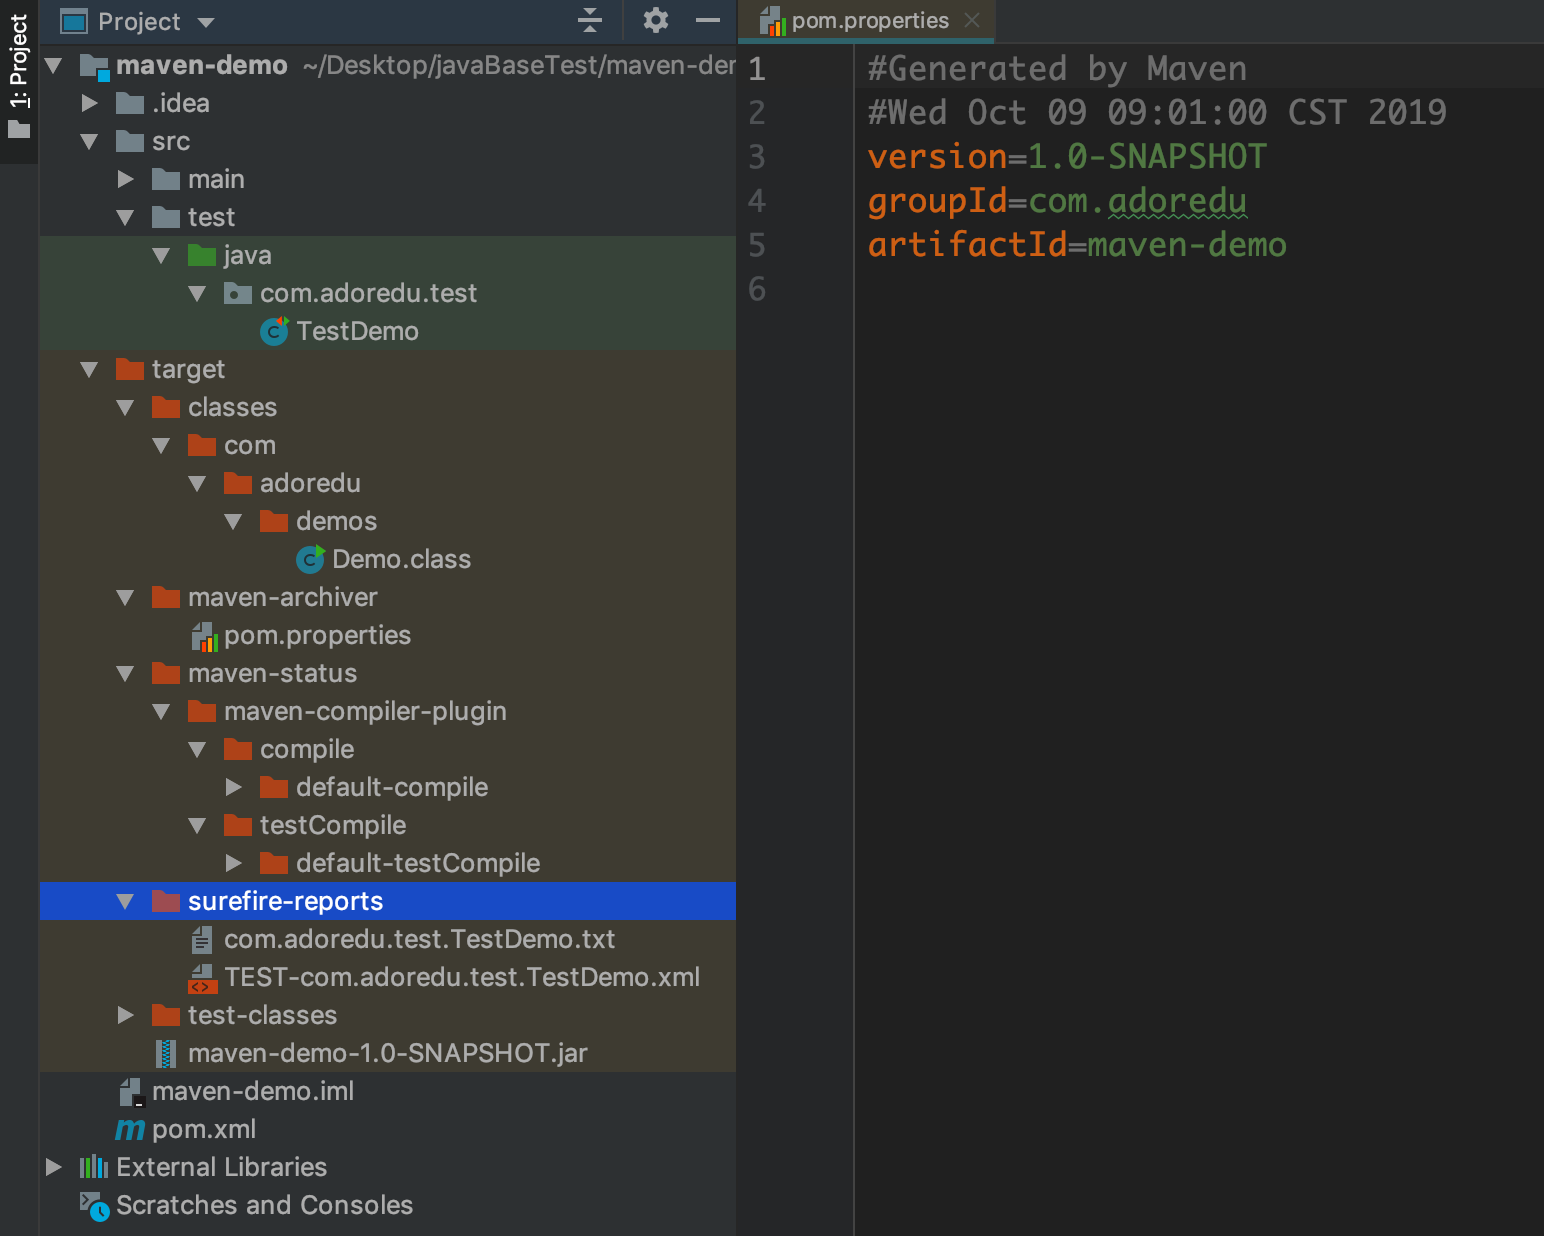 1: Project
Project
maven-demo ~/Desktop/javaBaseTest/maven-der
.idea
src
main
test
java
com.adoredu.test
TestDemo
target
classes
com
adoredu
demos
Demo.class
maven-archiver
pom.properties
maven-status
maven-compiler-plugin
compile
default-compile
testCompile
default-testCompile
surefire-reports
com.adoredu.test.TestDemo.txt
TEST-com.adoredu.test.TestDemo.xml
test-classes
maven-demo-1.0-SNAPSHOT.jar
maven-demo.iml
pom.xml
External Libraries
Scratches and Consoles
pom.properties
1 #Generated by Maven
2 #Wed Oct 09 09:01:00 CST 2019
3 version=1.0-SNAPSHOT
4 groupId=com.adoredu
5 artifactId=maven-demo
6